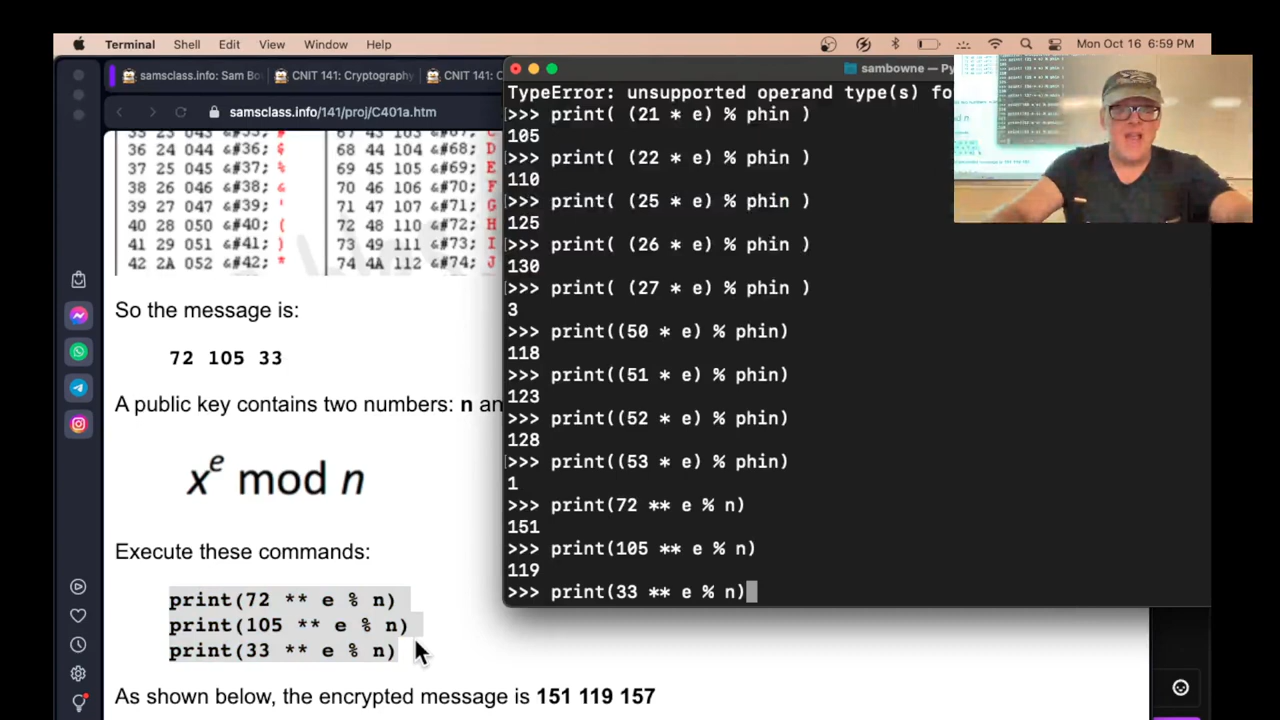 Terminal Shell Edit View Window Help Mon Oct 16 6:59 PM
samsclass.info: Sam Bo CNIT 141: Cryptography CNIT 141: C
samsclass.info/141/proj/C401a.htm
36 24 044 &#36; $ 68 44 104 &#68; D
37 25 045 &#37; % 69 45 105 &#69; E
38 26 046 &#38; & 70 46 106 &#70; F
39 27 047 &#39; ' 71 47 107 &#71; G
40 28 050 &#40; ( 72 48 110 &#72; H
41 29 051 &#41; ) 73 49 111 &#73; I
42 2A 052 &#42; * 74 4A 112 &#74; J
So the message is:
72 105 33
A public key contains two numbers: n an
x^e mod n
Execute these commands:
print(72 ** e % n)
print(105 ** e % n)
print(33 ** e % n)
As shown below, the encrypted message is 151 119 157
sambowne — Py
TypeError: unsupported operand type(s) fo
>>> print( (21 * e) % phin )
105
>>> print( (22 * e) % phin )
110
>>> print( (25 * e) % phin )
125
>>> print( (26 * e) % phin )
130
>>> print( (27 * e) % phin )
3
>>> print((50 * e) % phin)
118
>>> print((51 * e) % phin)
123
>>> print((52 * e) % phin)
128
>>> print((53 * e) % phin)
1
>>> print(72 ** e % n)
151
>>> print(105 ** e % n)
119
>>> print(33 ** e % n)